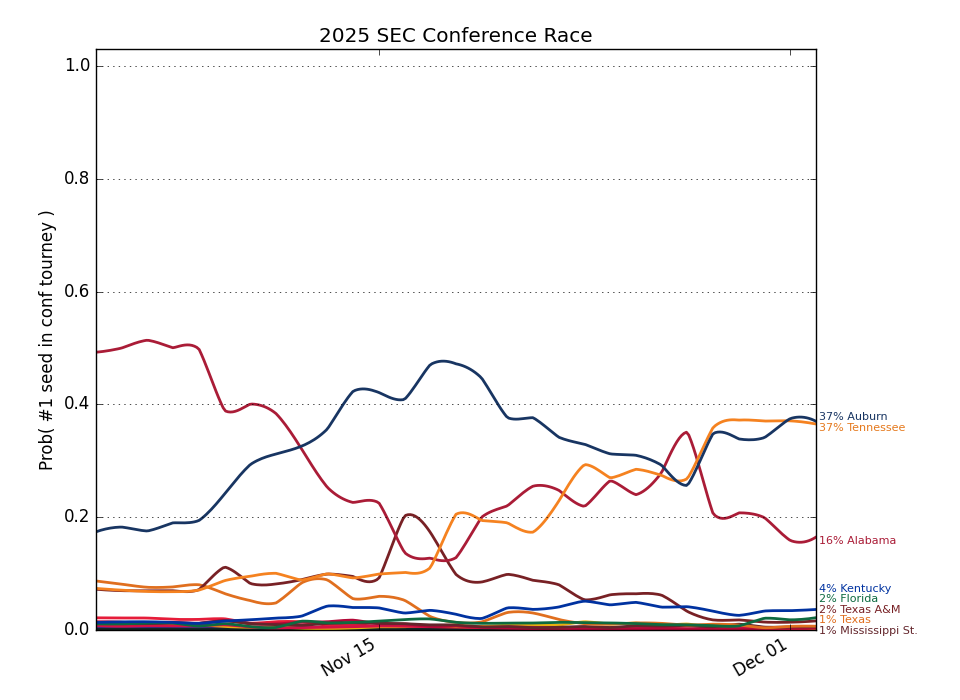 2025 SEC Conference Race
Prob( #1 seed in conf tourney )
1.0
0.8
0.6
0.4
0.2
0.0
Nov 15
Dec 01
37% Auburn
37% Tennessee
16% Alabama
4% Kentucky
2% Florida
2% Texas A&M
1% Texas
1% Mississippi St.